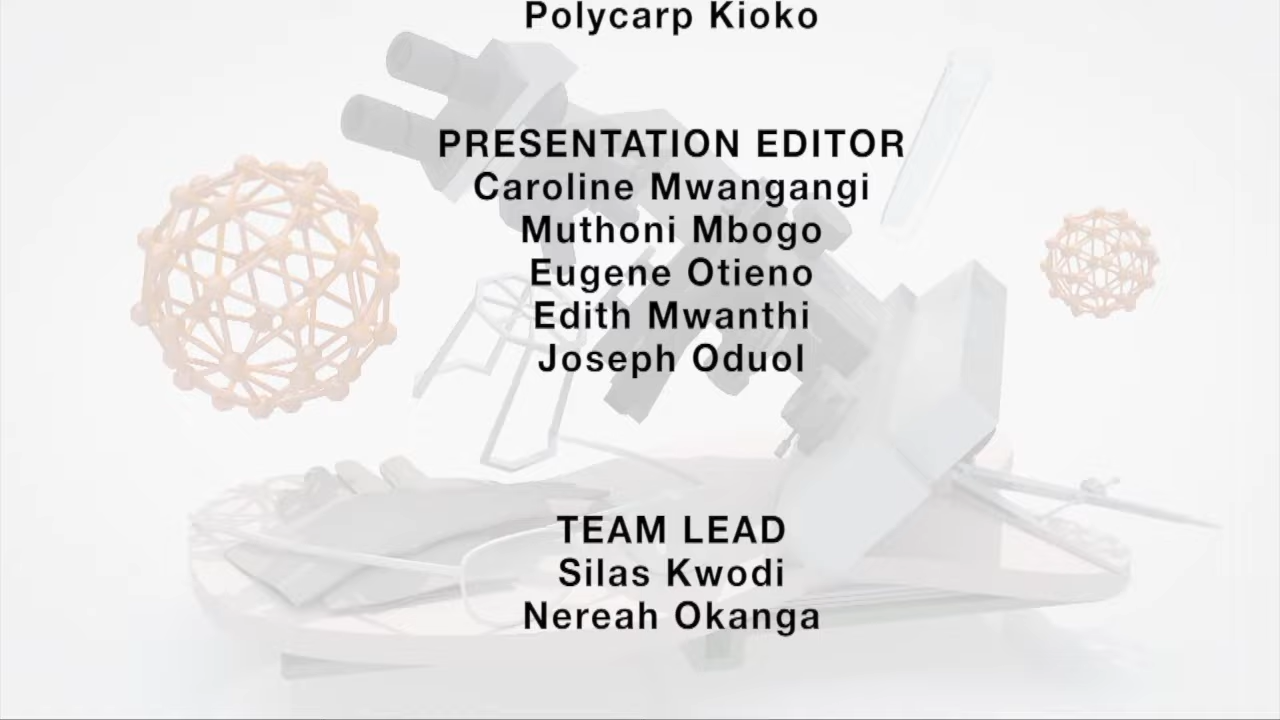 Polycarp Kioko
PRESENTATION EDITOR
Caroline Mwangangi
Muthoni Mbogo
Eugene Otieno
Edith Mwanthi
Joseph Oduol
TEAM LEAD
Silas Kwodi
Nereah Okanga